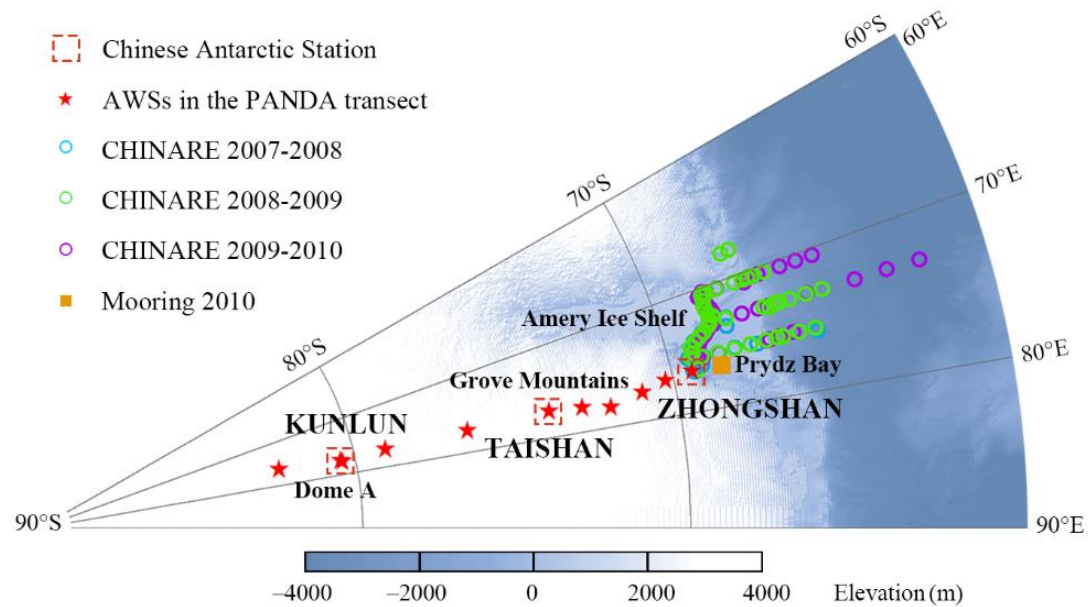 Chinese Antarctic Station
AWSs in the PANDA transect
CHINARE 2007-2008
CHINARE 2008-2009
CHINARE 2009-2010
Mooring 2010
60°S
60°E
70°S
70°E
Amery Ice Shelf
80°S
80°E
Grove Mountains
Prydz Bay
KUNLUN
ZHONGSHAN
TAISHAN
Dome A
90°S
90°E
−4000 −2000 0 2000 4000 Elevation (m)